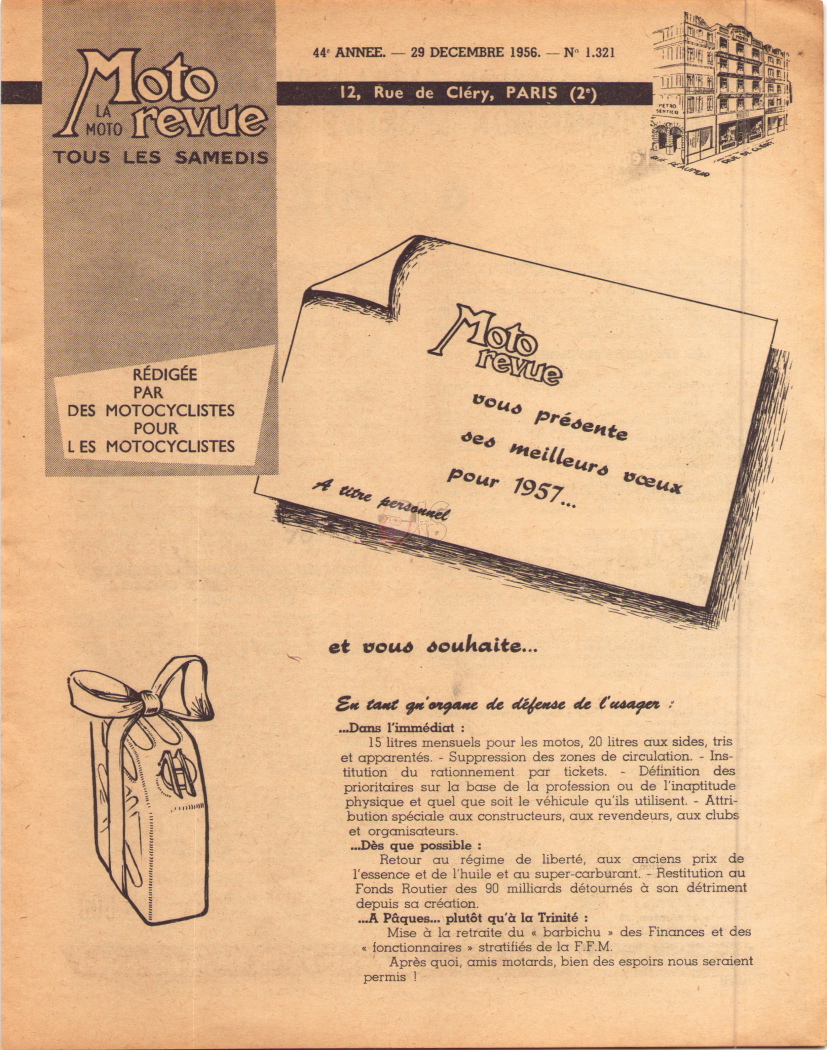 44e ANNEE. — 29 DECEMBRE 1956. — No 1.321
12, Rue de Cléry, PARIS (2e)
Moto
LA
MOTO
revue
TOUS LES SAMEDIS
METRO
SENTIER
RUE REAUMUR
RUE DE CLERY
RÉDIGÉE
PAR
DES MOTOCYCLISTES
POUR
LES MOTOCYCLISTES
Moto
revue
vous présente
ses meilleurs vœux
pour 1957...
A titre personnel
et vous souhaite...
En tant qu'organe de défense de l'usager :
...Dans l'immédiat :
15 litres mensuels pour les motos, 20 litres aux sides, tris
et apparentés. - Suppression des zones de circulation. - Ins-
titution du rationnement par tickets. - Définition des
prioritaires sur la base de la profession ou de l'inaptitude
physique et quel que soit le véhicule qu'ils utilisent. - Attri-
bution spéciale aux constructeurs, aux revendeurs, aux clubs
et organisateurs.
...Dès que possible :
Retour au régime de liberté, aux anciens prix de
l'essence et de l'huile et au super-carburant. - Restitution au
Fonds Routier des 90 milliards détournés à son détriment
depuis sa création.
...A Pâques... plutôt qu'à la Trinité :
Mise à la retraite du « barbichu » des Finances et des
« fonctionnaires » stratifiés de la F.F.M.
Après quoi, amis motards, bien des espoirs nous seraient
permis !